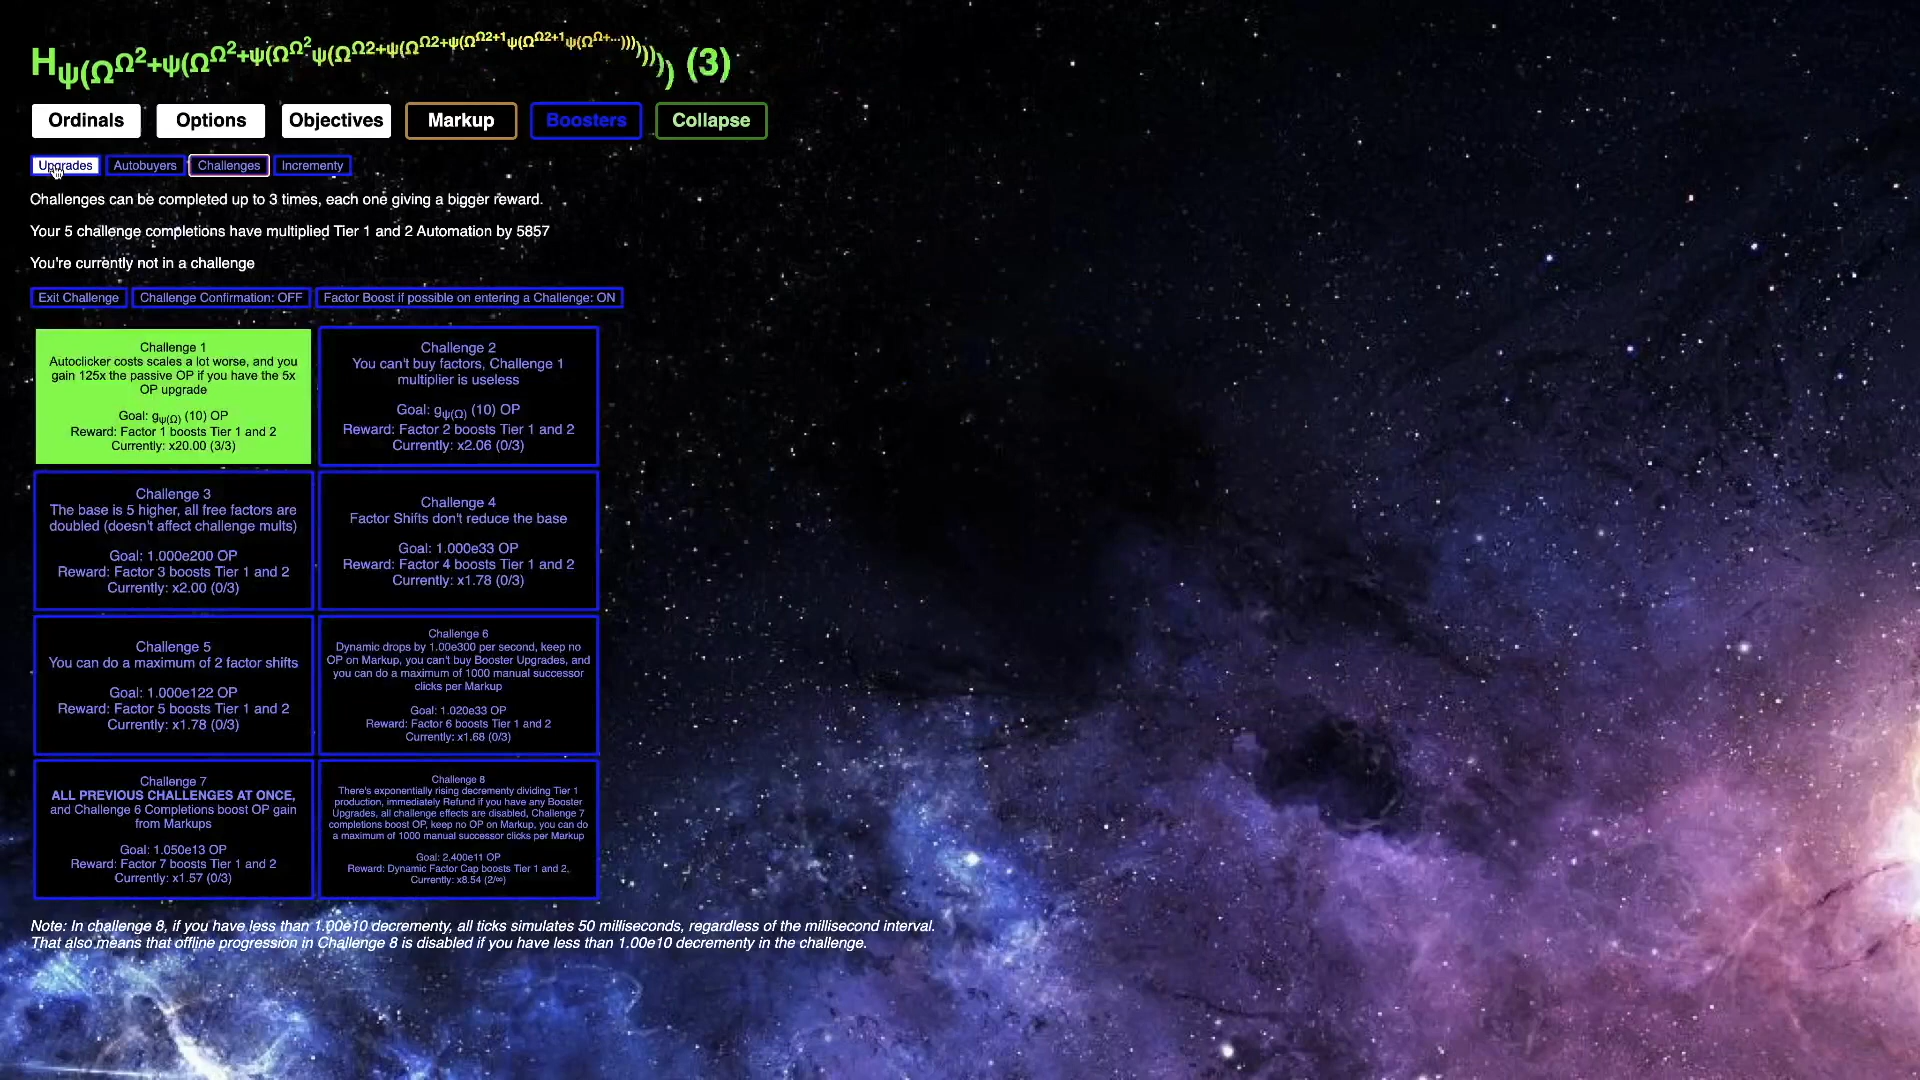 Hψ(Ω^Ω^2+ψ(Ω^Ω^2+ψ(Ω^Ω^2ψ(Ω^Ω2+ψ(Ω^Ω2+ψ(Ω^Ω2+1ψ(Ω^Ω2+1ψ(Ω^Ω+...)))))))) (3)
Ordinals Options Objectives Markup Boosters Collapse
Upgrades Autobuyers Challenges Incrementy
Challenges can be completed up to 3 times, each one giving a bigger reward.
Your 5 challenge completions have multiplied Tier 1 and 2 Automation by 5857
You're currently not in a challenge
Exit Challenge Challenge Confirmation: OFF Factor Boost if possible on entering a Challenge: ON
Challenge 1
Autoclicker costs scales a lot worse, and you
gain 125x the passive OP if you have the 5x
OP upgrade
Goal: gψ(Ω) (10) OP
Reward: Factor 1 boosts Tier 1 and 2
Currently: x20.00 (3/3)
Challenge 2
You can't buy factors, Challenge 1
multiplier is useless
Goal: gψ(Ω) (10) OP
Reward: Factor 2 boosts Tier 1 and 2
Currently: x2.06 (0/3)
Challenge 3
The base is 5 higher, all free factors are
doubled (doesn't affect challenge mults)
Goal: 1.000e200 OP
Reward: Factor 3 boosts Tier 1 and 2
Currently: x2.00 (0/3)
Challenge 4
Factor Shifts don't reduce the base
Goal: 1.000e33 OP
Reward: Factor 4 boosts Tier 1 and 2
Currently: x1.78 (0/3)
Challenge 5
You can do a maximum of 2 factor shifts
Goal: 1.000e122 OP
Reward: Factor 5 boosts Tier 1 and 2
Currently: x1.78 (0/3)
Challenge 6
Dynamic drops by 1.00e300 per second, keep no
OP on Markup, you can't buy Booster Upgrades, and
you can do a maximum of 1000 manual successor
clicks per Markup
Goal: 1.020e33 OP
Reward: Factor 6 boosts Tier 1 and 2
Currently: x1.68 (0/3)
Challenge 7
ALL PREVIOUS CHALLENGES AT ONCE,
and Challenge 6 Completions boost OP gain
from Markups
Goal: 1.050e13 OP
Reward: Factor 7 boosts Tier 1 and 2
Currently: x1.57 (0/3)
Challenge 8
There's exponentially rising decrementy dividing Tier 1
production, immediately Refund if you have any Booster
Upgrades, all challenge effects are disabled, Challenge 7
completions boost OP, keep no OP on Markup, you can do
a maximum of 1000 manual successor clicks per Markup
Goal: 2.400e11 OP
Reward: Dynamic Factor Cap boosts Tier 1 and 2,
Currently: x8.54 (2/∞)
Note: In challenge 8, if you have less than 1.00e10 decrementy, all ticks simulates 50 milliseconds, regardless of the millisecond interval.
That also means that offline progression in Challenge 8 is disabled if you have less than 1.00e10 decrementy in the challenge.